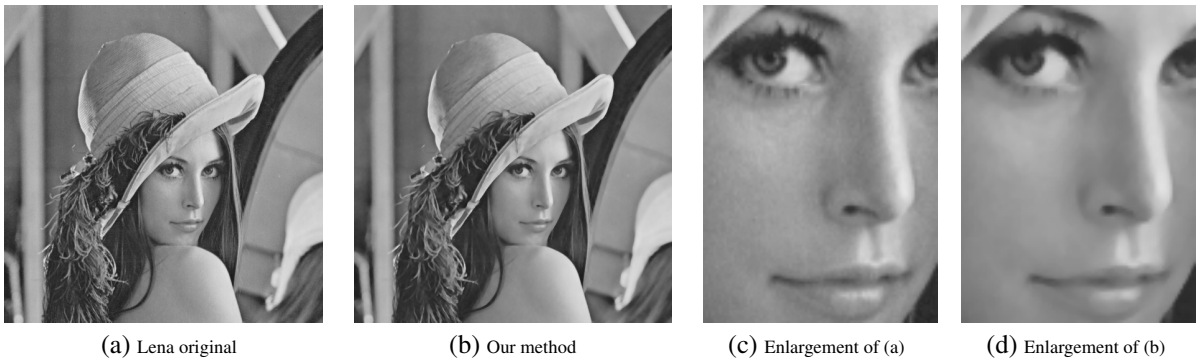 (a) Lena original
(b) Our method
(c) Enlargement of (a)
(d) Enlargement of (b)